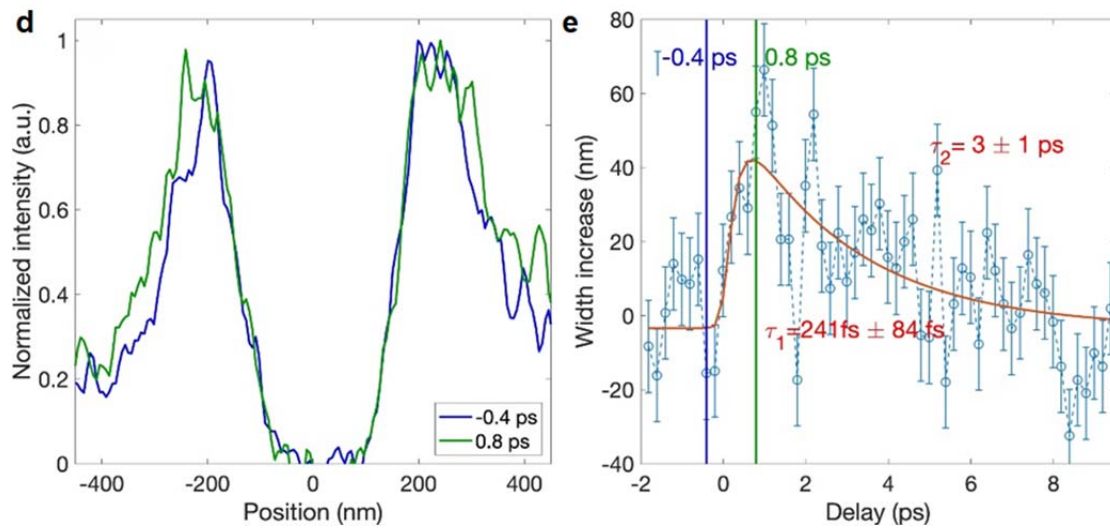 d
Normalized intensity (a.u.)
1
0.8
0.6
0.4
0.2
0
-400
-200
0
200
400
Position (nm)
-0.4 ps
0.8 ps
e
Width increase (nm)
80
60
40
20
0
-20
-40
-2
0
2
4
6
8
Delay (ps)
-0.4 ps
0.8 ps
τ2= 3 ± 1 ps
τ1=241fs ± 84 fs